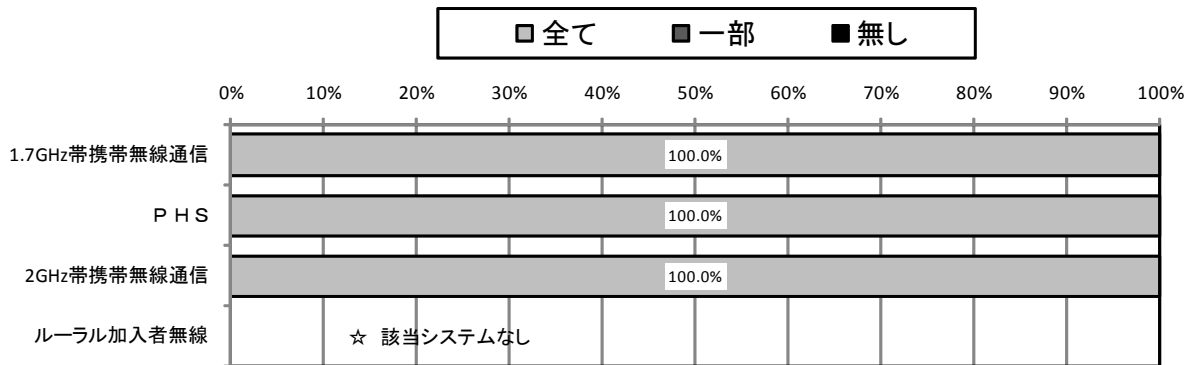 全て 一部 無し
0% 10% 20% 30% 40% 50% 60% 70% 80% 90% 100%
1.7GHz帯携帯無線通信 100.0%
ＰＨＳ 100.0%
2GHz帯携帯無線通信 100.0%
ルーラル加入者無線 ☆ 該当システムなし